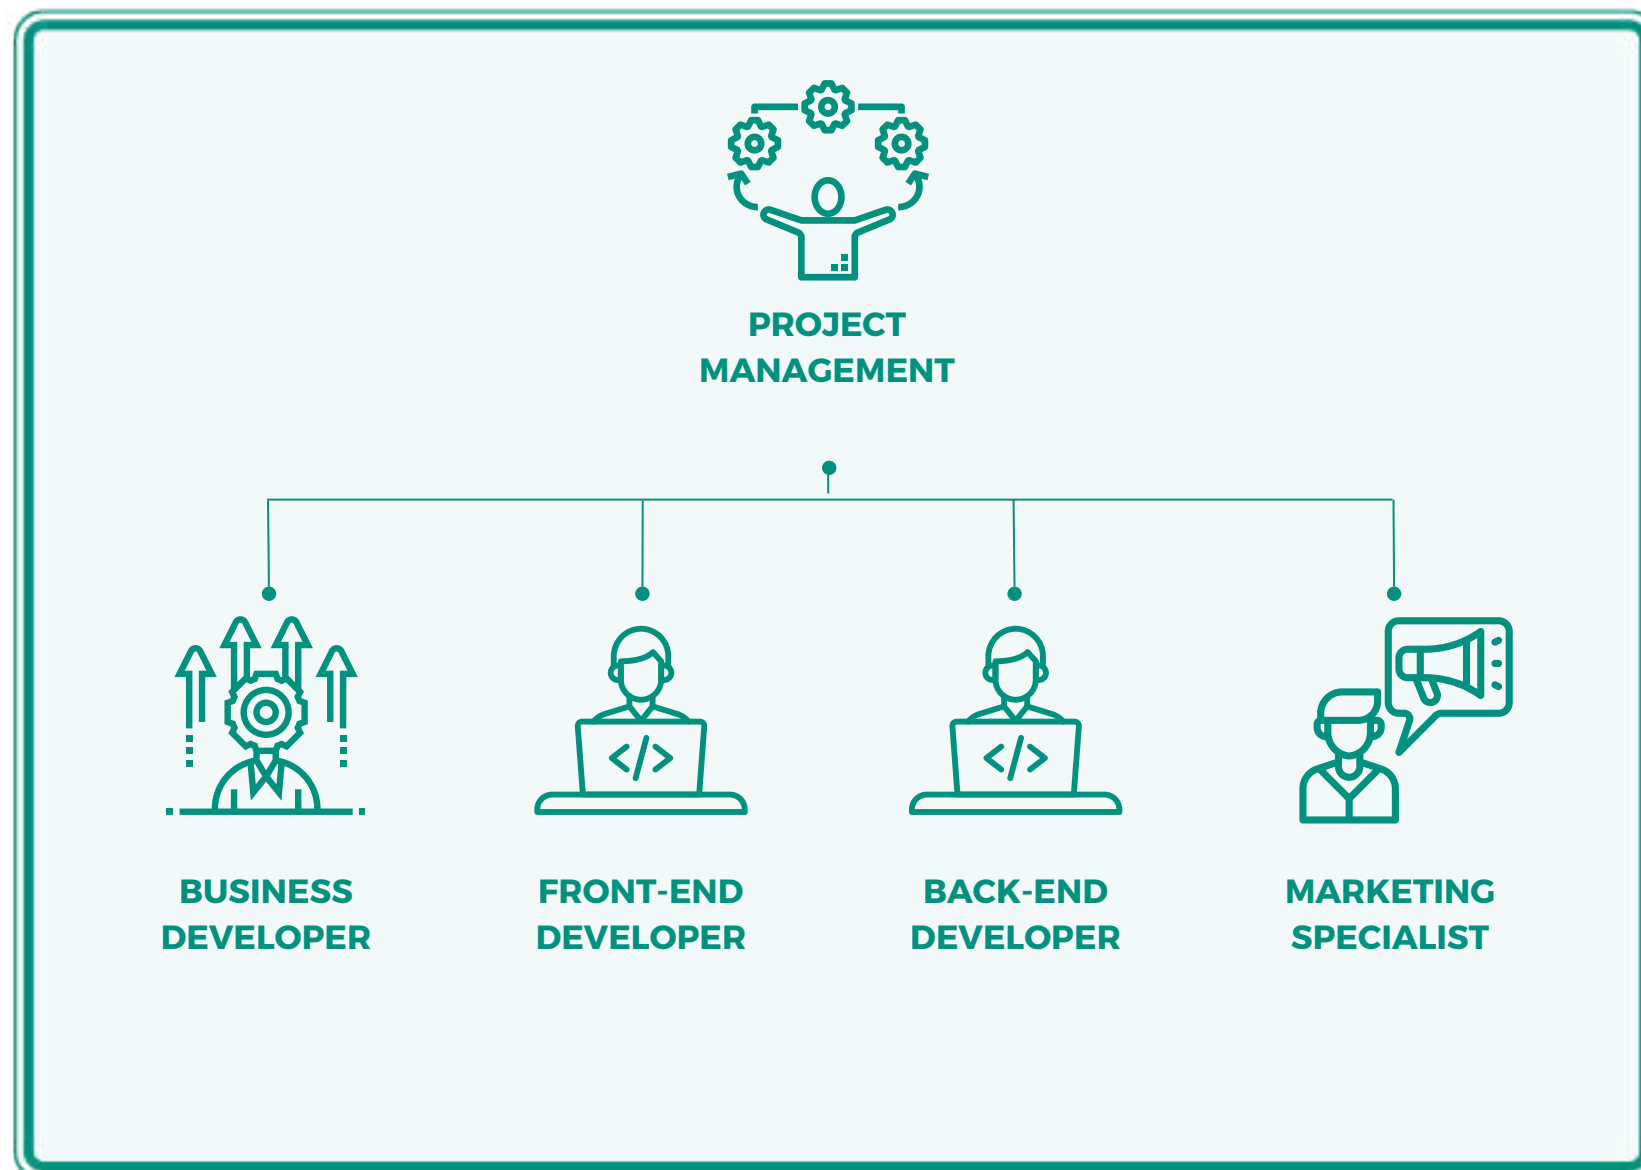 PROJECT
MANAGEMENT
BUSINESS
DEVELOPER
FRONT-END
DEVELOPER
BACK-END
DEVELOPER
MARKETING
SPECIALIST